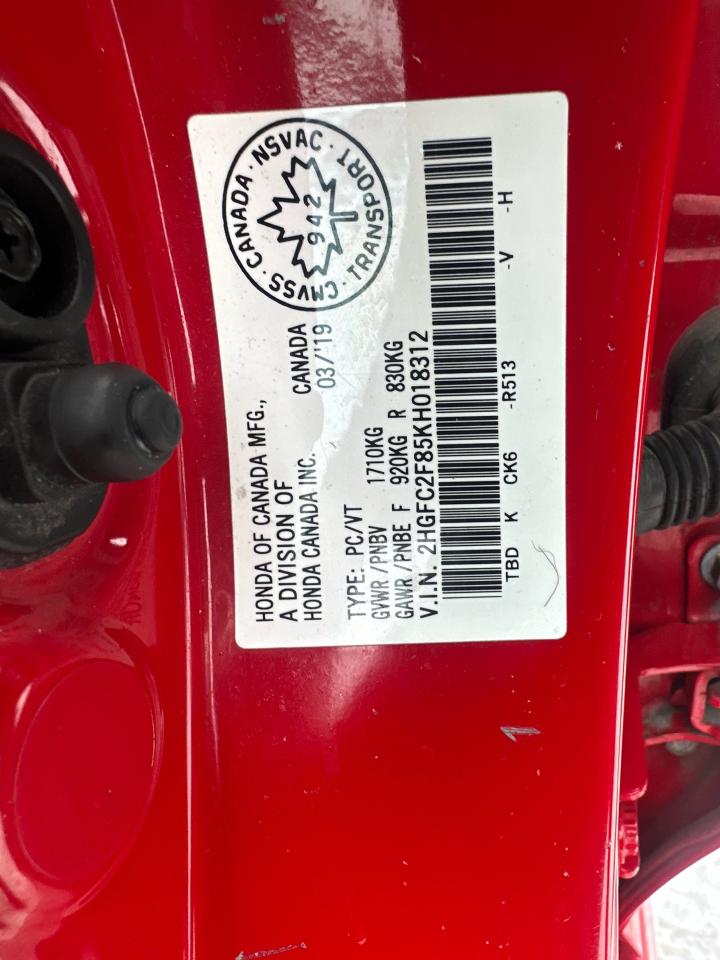 HONDA OF CANADA MFG.,
A DIVISION OF CANADA
HONDA CANADA INC. 03/'19
TYPE: PC/VT
GVWR/PNBV 1710KG
GAWR/PNBE F 920KG R 830KG
V.I.N. 2HGFC2F85KH018312
TBD K CK6 -R513 -V -H
CMVSS · CANADA · NSVAC · TRANSPORT ·
942